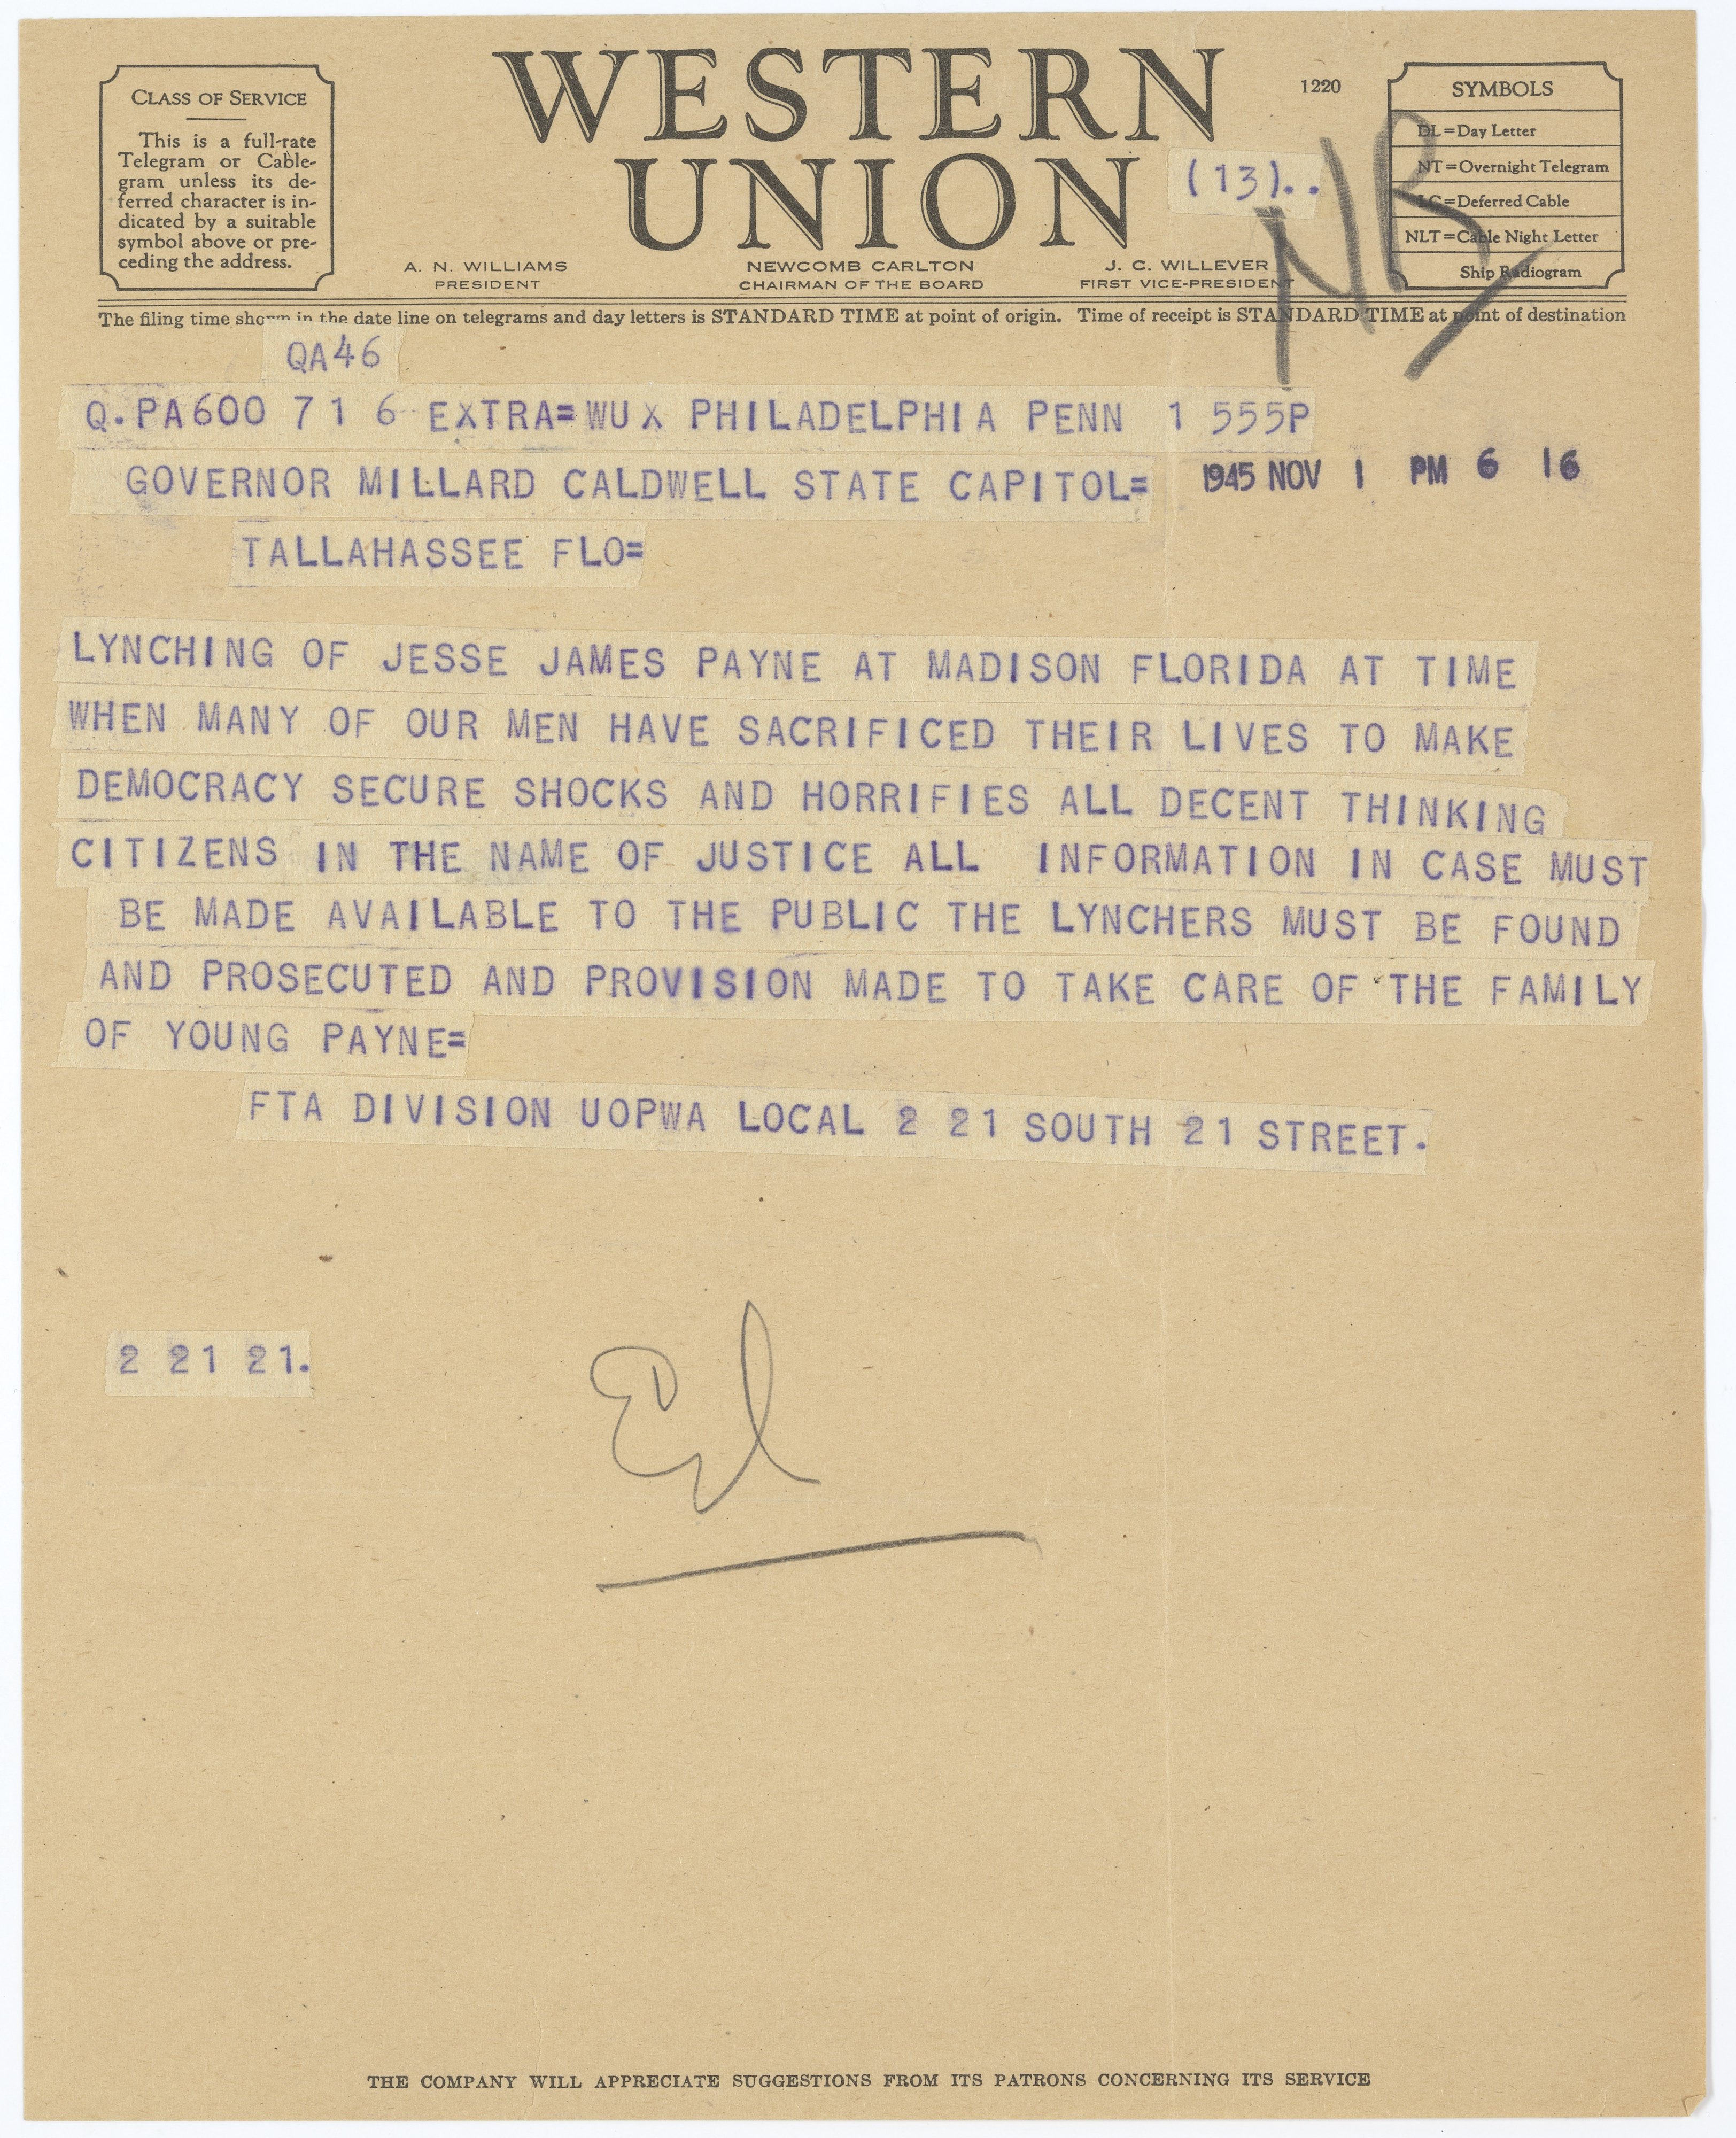 CLASS OF SERVICE
This is a full-rate
Telegram or Cable-
gram unless its de-
ferred character is in-
dicated by a suitable
symbol above or pre-
ceding the address.
WESTERN
UNION
1220
(13)..
A. N. WILLIAMS
PRESIDENT
NEWCOMB CARLTON
CHAIRMAN OF THE BOARD
J. C. WILLEVER
FIRST VICE-PRESIDENT
SYMBOLS
DL=Day Letter
NT=Overnight Telegram
LC=Deferred Cable
NLT=Cable Night Letter
Ship Radiogram
The filing time shown in the date line on telegrams and day letters is STANDARD TIME at point of origin. Time of receipt is STANDARD TIME at point of destination
QA46
Q.PA600 71 6 EXTRA=WUX PHILADELPHIA PENN 1 555P
GOVERNOR MILLARD CALDWELL STATE CAPITOL= 1945 NOV 1 PM 6 16
TALLAHASSEE FLO=
LYNCHING OF JESSE JAMES PAYNE AT MADISON FLORIDA AT TIME
WHEN MANY OF OUR MEN HAVE SACRIFICED THEIR LIVES TO MAKE
DEMOCRACY SECURE SHOCKS AND HORRIFIES ALL DECENT THINKING
CITIZENS IN THE NAME OF JUSTICE ALL INFORMATION IN CASE MUST
BE MADE AVAILABLE TO THE PUBLIC THE LYNCHERS MUST BE FOUND
AND PROSECUTED AND PROVISION MADE TO TAKE CARE OF THE FAMILY
OF YOUNG PAYNE=
FTA DIVISION UOPWA LOCAL 2 21 SOUTH 21 STREET.
2 21 21.
THE COMPANY WILL APPRECIATE SUGGESTIONS FROM ITS PATRONS CONCERNING ITS SERVICE